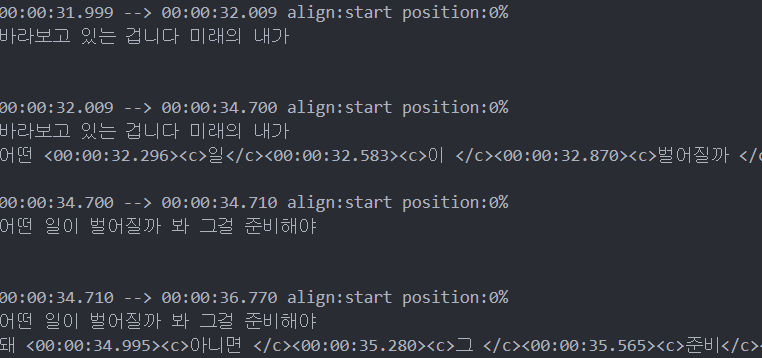 00:00:31.999 --> 00:00:32.009 align:start position:0%
바라보고 있는 겁니다 미래의 내가
00:00:32.009 --> 00:00:34.700 align:start position:0%
바라보고 있는 겁니다 미래의 내가
어떤 <00:00:32.296><c>일</c><00:00:32.583><c>이 </c><00:00:32.870><c>벌어질까 </c
00:00:34.700 --> 00:00:34.710 align:start position:0%
어떤 일이 벌어질까 봐 그걸 준비해야
00:00:34.710 --> 00:00:36.770 align:start position:0%
어떤 일이 벌어질까 봐 그걸 준비해야
돼 <00:00:34.995><c>아니면 </c><00:00:35.280><c>그 </c><00:00:35.565><c>준비</c>